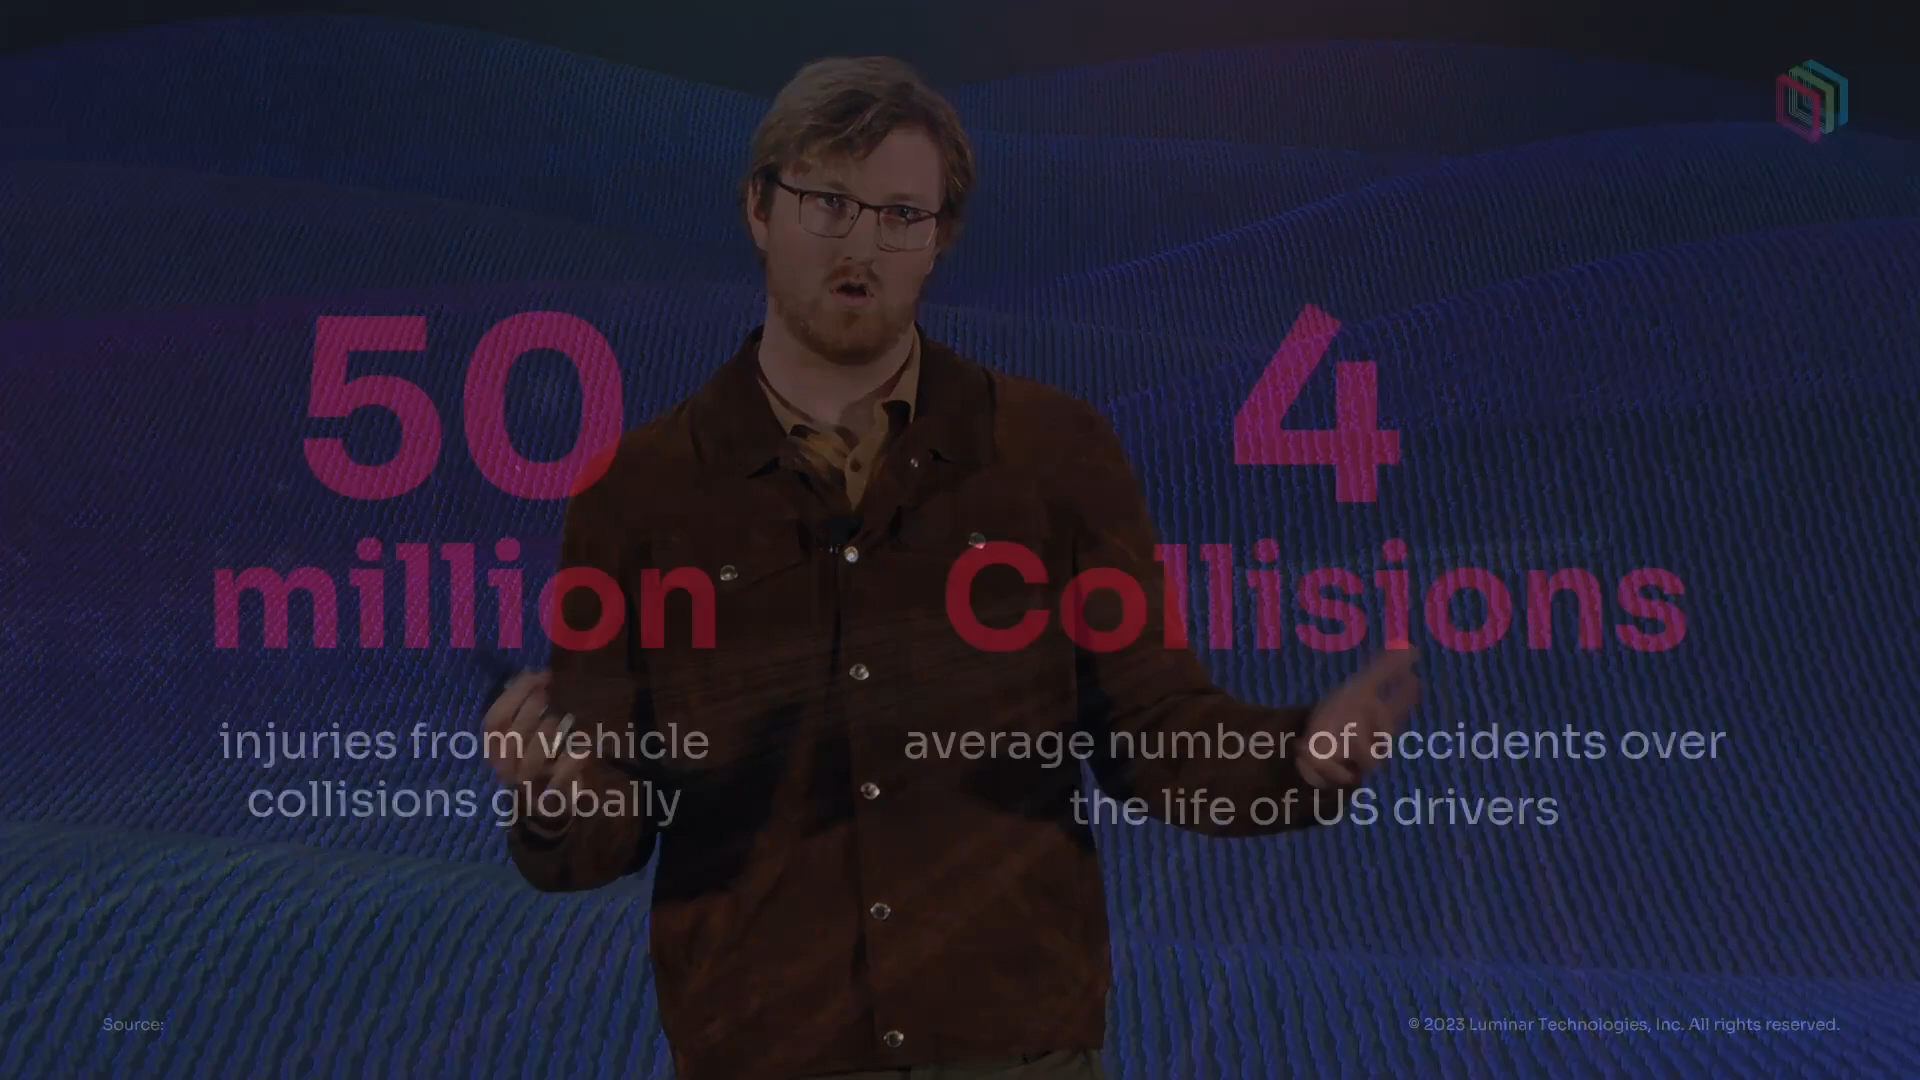 50
million
injuries from vehicle
collisions globally
4
Collisions
average number of accidents over
the life of US drivers
Source:
© 2023 Luminar Technologies, Inc. All rights reserved.